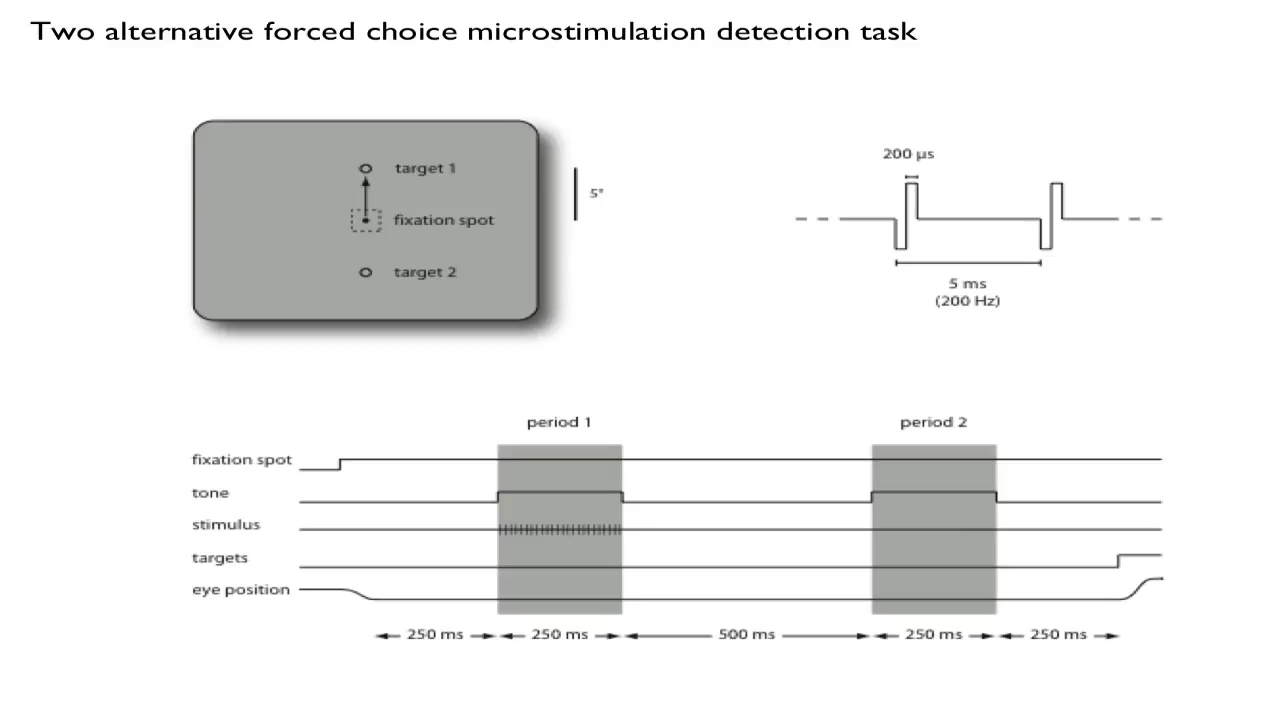 Two alternative forced choice microstimulation detection task
target 1
fixation spot
target 2
5°
200 µs
5 ms
(200 Hz)
period 1
period 2
fixation spot
tone
stimulus
targets
eye position
250 ms
250 ms
500 ms
250 ms
250 ms